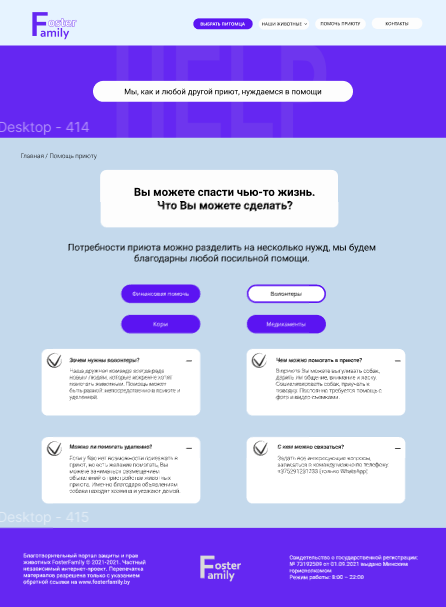 Foster
Family
ВЫБРАТЬ ПИТОМЦА
НАШИ ЖИВОТНЫЕ
ПОМОЧЬ ПРИЮТУ
КОНТАКТЫ
HELP
Мы, как и любой другой приют, нуждаемся в помощи
Desktop - 414
Главная / Помощь приюту
Вы можете спасти чью-то жизнь.
Что Вы можете сделать?
Потребности приюта можно разделить на несколько нужд, мы будем
благодарны любой посильной помощи.
Финансовая помощь
Волонтеры
Корм
Медикаменты
Зачем нужны волонтеры?
Наша дружная команда всегда рада
новым людям, которые искренне хотят
помогать животным. Помощь может
быть разной: непосредственно в приюте и
удаленной.
Чем можно помогать в приюте?
В приюте Вы можете выгуливать собак,
дарить им общение, внимание и ласку.
Социализировать собак, приучать к
поводку. Постоянно требуется помощь с
фото и видео съемками.
Можно ли помогать удаленно?
Если у Вас нет возможности приезжать в
приют, но есть желание помогать, Вы
можете заниматься размещением
объявлений о пристройстве животных
приюта. Именно благодаря объявлениям
собаки находят хозяина и уезжают домой.
С кем можно связаться?
Задать все интересующие вопросы,
записаться в команду можно по телефону:
(только WhatsApp)
Desktop - 415
Благотворительный портал защиты и прав
животных FosterFamily © 2021-2021. Частный
независимый интернет-проект. Перепечатка
материалов разрешена только с указанием
обратной ссылки на www.fosterfamily.by
Foster
Family
Свидетельство о государственной регистрации:
№ 73192509 от 01.09.2021 выдано Минским
горисполкомом
Режим работы: 8:00 – 22:00